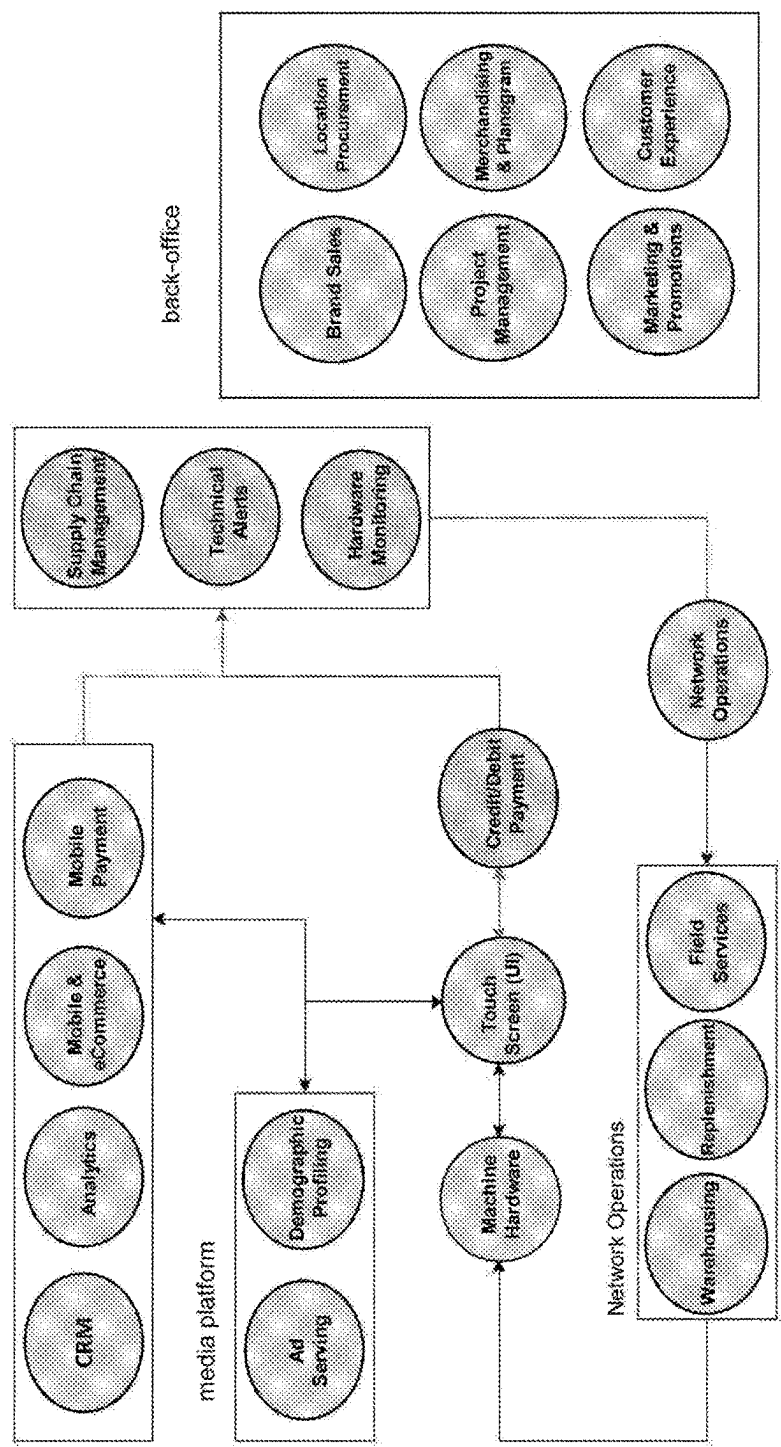 CRM
Analytics
Mobile &
eCommerce
Mobile
Payment
Supply Chain
Management
Technical
Alerts
Hardware
Monitoring
media platform
Ad
Serving
Demographic
Profiling
Machine
Hardware
Touch
Screen (UI)
Credit/Debit
Payment
Network Operations
Warehousing
Replenishment
Field
Services
Network
Operations
back-office
Brand Sales
Location
Procurement
Project
Management
Merchandising
& Planogram
Marketing &
Promotions
Customer
Experience